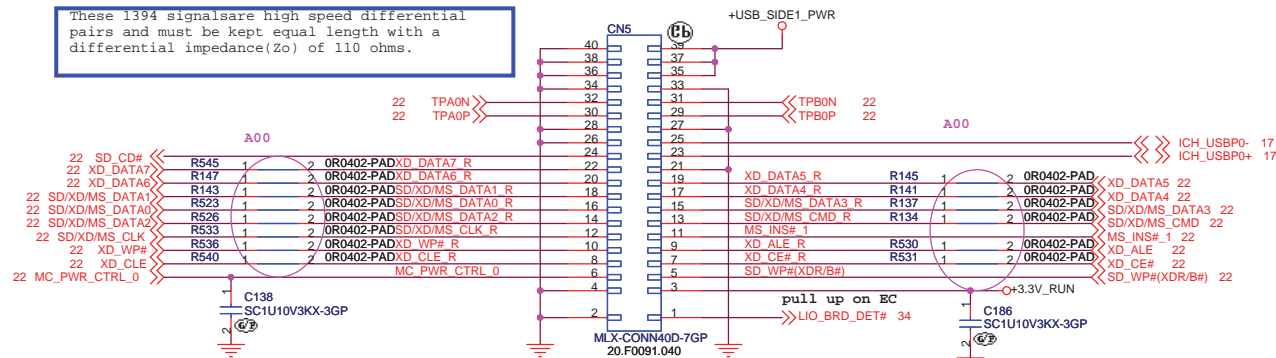 These 1394 signalsare high speed differential
pairs and must be kept equal length with a
differential impedance(Zo) of 110 ohms.
CN5
+USB_SIDE1_PWR
40 39
38 37
36 35
34 33
22 TPA0N 32 31 TPB0N 22
22 TPA0P 30 29 TPB0P 22
28 27
A00 A00
26 25 ICH_USBP0- 17
22 SD_CD# 24 23 ICH_USBP0+ 17
22 XD_DATA7 R545 1 2 0R0402-PAD XD_DATA7_R 22 21
22 XD_DATA6 R147 1 2 0R0402-PAD XD_DATA6_R 20 19 XD_DATA5_R R145 1 2 0R0402-PAD XD_DATA5 22
22 SD/XD/MS_DATA1 R143 1 2 0R0402-PAD SD/XD/MS_DATA1_R 18 17 XD_DATA4_R R141 1 2 0R0402-PAD XD_DATA4 22
22 SD/XD/MS_DATA0 R523 1 2 0R0402-PAD SD/XD/MS_DATA0_R 16 15 SD/XD/MS_DATA3_R R137 1 2 0R0402-PAD SD/XD/MS_DATA3 22
22 SD/XD/MS_DATA2 R526 1 2 0R0402-PAD SD/XD/MS_DATA2_R 14 13 SD/XD/MS_CMD_R R134 1 2 0R0402-PAD SD/XD/MS_CMD 22
22 SD/XD/MS_CLK R533 1 2 0R0402-PAD SD/XD/MS_CLK_R 12 11 MS_INS#_1 MS_INS#_1 22
22 XD_WP# R536 1 2 0R0402-PAD XD_WP#_R 10 9 XD_ALE_R R530 1 2 0R0402-PAD XD_ALE 22
22 XD_CLE R540 1 2 0R0402-PAD XD_CLE_R 8 7 XD_CE#_R R531 1 2 0R0402-PAD XD_CE# 22
22 MC_PWR_CTRL_0 MC_PWR_CTRL_0 6 5 SD_WP#(XDR/B#) SD_WP#(XDR/B#) 22
4 3 +3.3V_RUN
pull up on EC
2 1 LIO_BRD_DET# 34
1 C138
SC1U10V3KX-3GP
2 G/P
1 C186
SC1U10V3KX-3GP
2 G/P
MLX-CONN40D-7GP
20.F0091.040